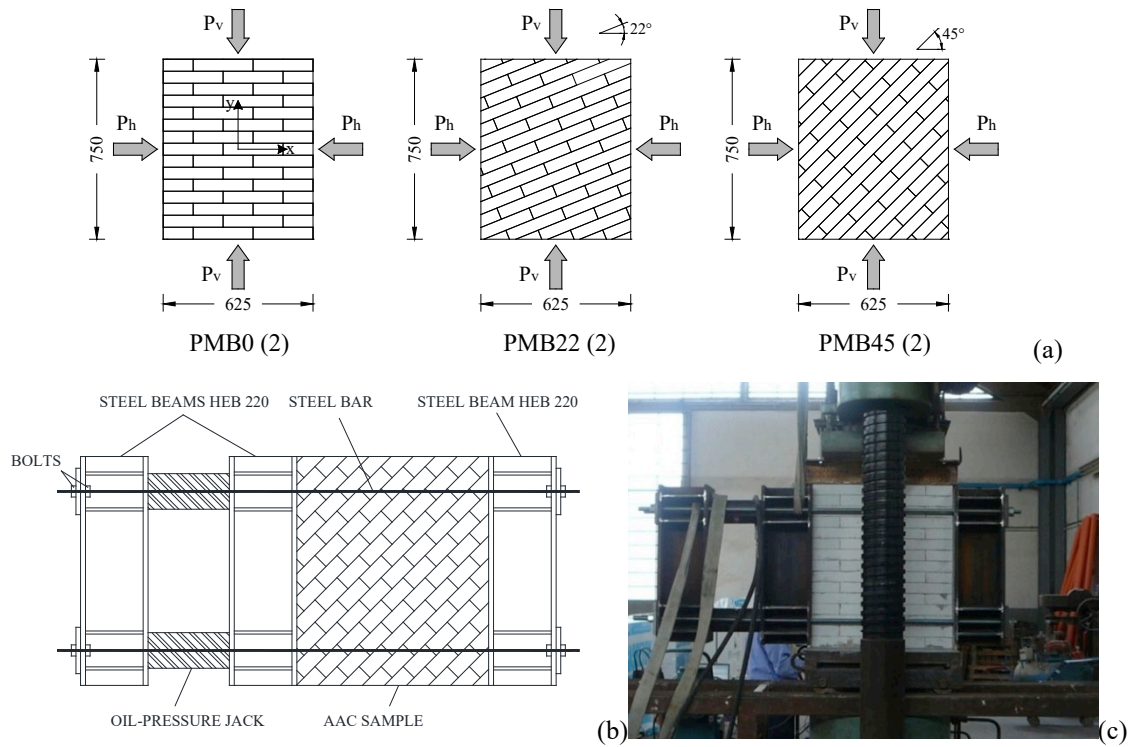 Pv
Pv
22°
Pv
45°
y
x
750
Ph
Ph
750
Ph
Ph
750
Ph
Ph
Pv
Pv
Pv
625
625
625
PMB0 (2)
PMB22 (2)
PMB45 (2)
(a)
STEEL BEAMS HEB 220
STEEL BAR
STEEL BEAM HEB 220
BOLTS
OIL-PRESSURE JACK
AAC SAMPLE
(b)
(c)